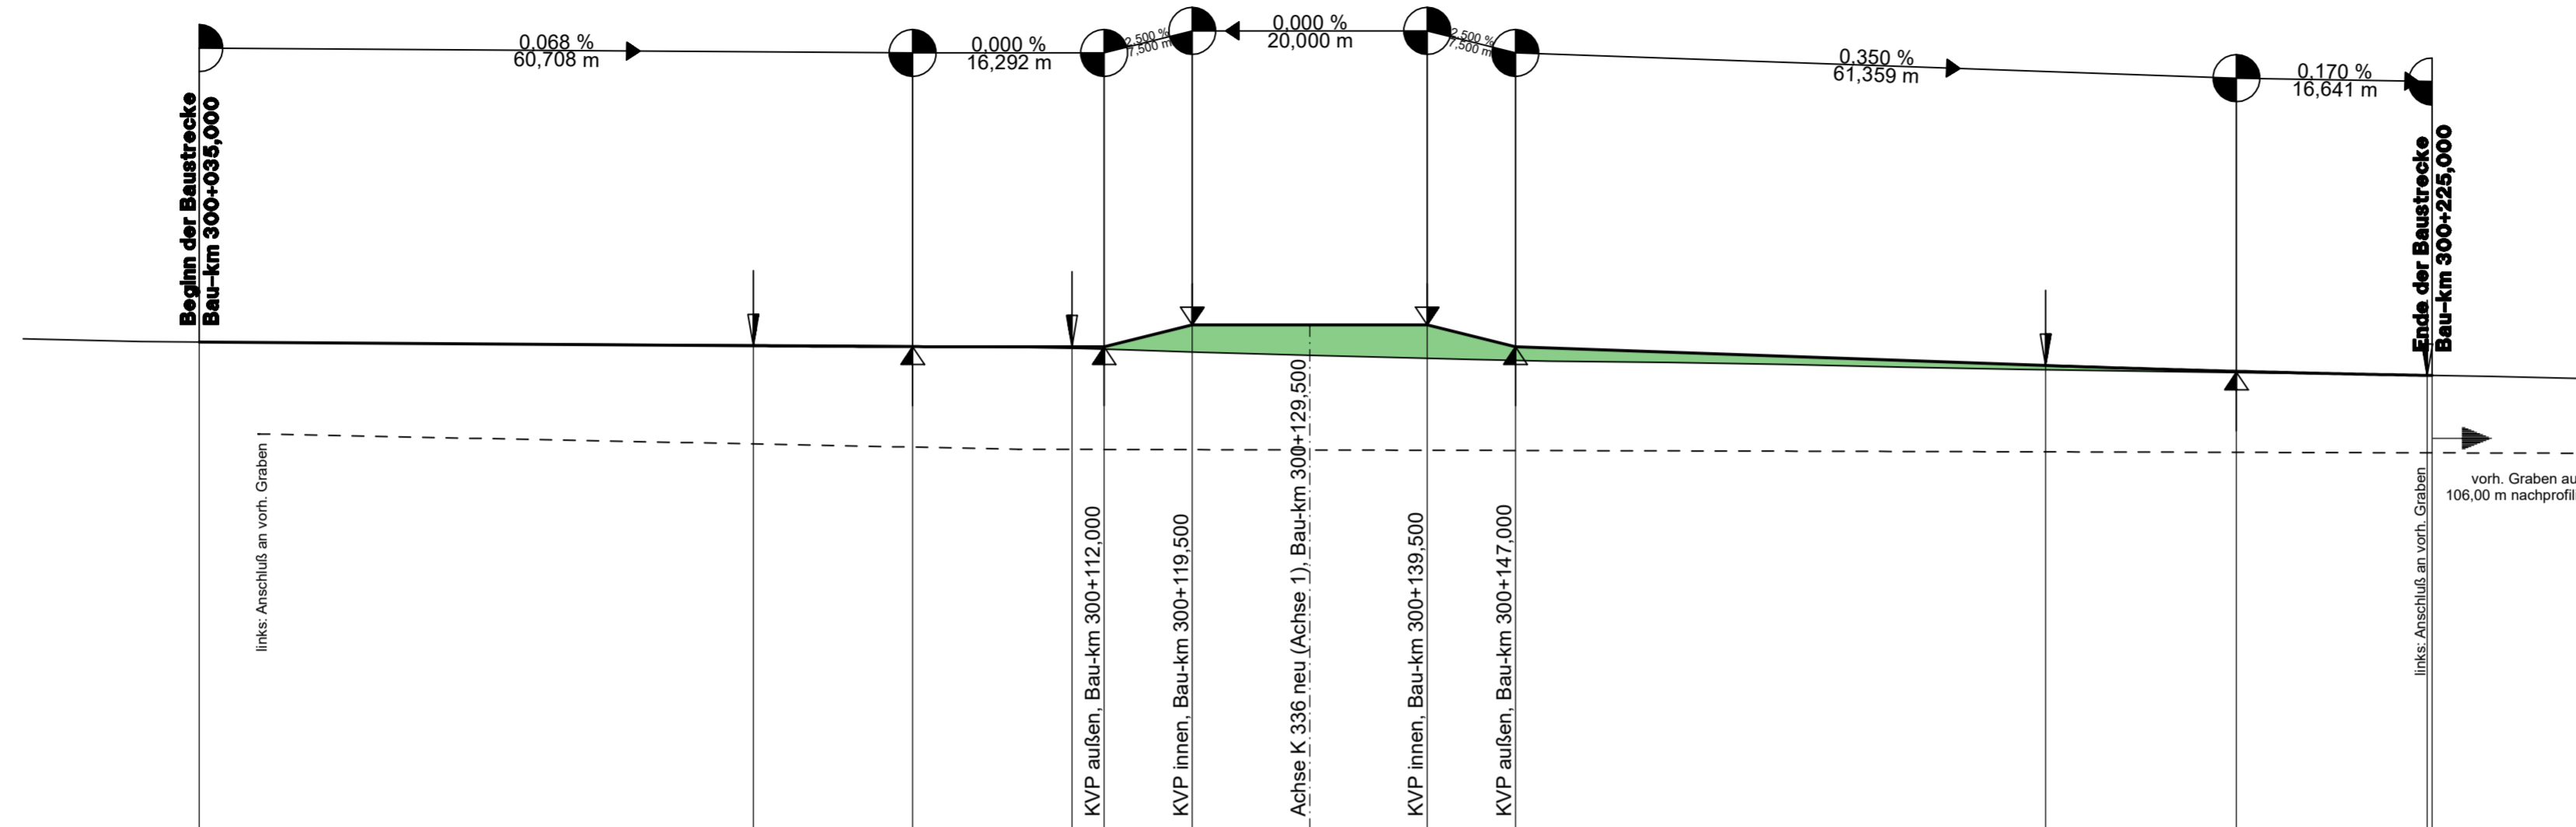 0,068 %
60,708 m
0,000 %
16,292 m
2,500 %
7,500 m
0,000 %
20,000 m
2,500 %
7,500 m
0,350 %
61,359 m
0,170 %
16,641 m
Beginn der Baustrecke
Bau-km 300+035,000
Ende der Baustrecke
Bau-km 300+225,000
links: Anschluß an vorh. Graben
KVP außen, Bau-km 300+112,000
KVP innen, Bau-km 300+119,500
Achse K 336 neu (Achse 1), Bau-km 300+129,500
KVP innen, Bau-km 300+139,500
KVP außen, Bau-km 300+147,000
links: Anschluß an vorh. Graben
vorh. Graben au
106,00 m nachprofili